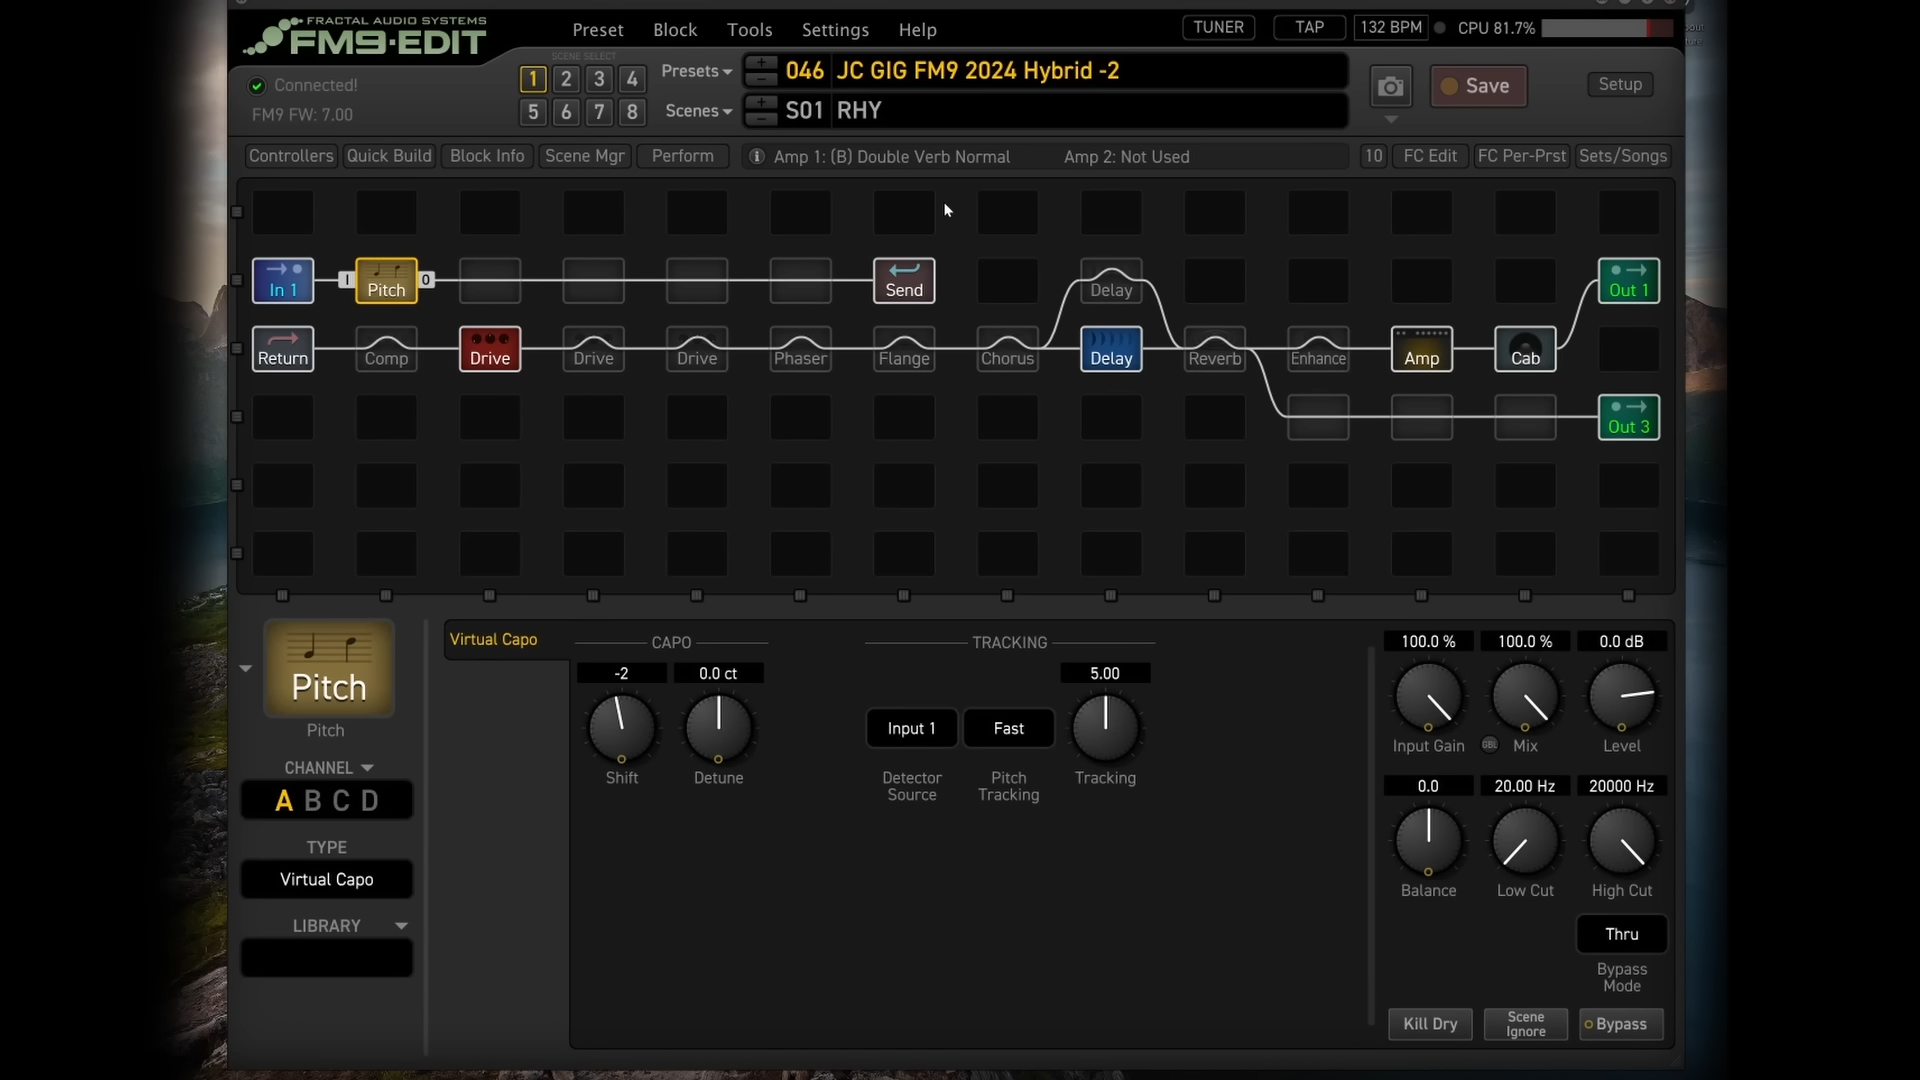 FRACTAL AUDIO SYSTEMS
FM9-EDIT
Preset Block Tools Settings Help
TUNER TAP 132 BPM CPU 81.7%
SCENE SELECT
1 2 3 4
5 6 7 8
Connected!
FM9 FW: 7.00
Presets
046 JC GIG FM9 2024 Hybrid -2
Scenes
S01 RHY
Save
Setup
Controllers Quick Build Block Info Scene Mgr Perform
Amp 1: (B) Double Verb Normal Amp 2: Not Used
10 FC Edit FC Per-Prst Sets/Songs
In 1 I Pitch O Send Delay Out 1
Return Comp Drive Drive Drive Phaser Flange Chorus Delay Reverb Enhance Amp Cab
Out 3
Pitch
Pitch
CHANNEL
A B C D
TYPE
Virtual Capo
LIBRARY
Virtual Capo
CAPO
-2 0.0 ct
Shift Detune
TRACKING
5.00
Input 1 Fast
Detector Source
Pitch Tracking
Tracking
100.0 % 100.0 % 0.0 dB
Input Gain GBL Mix Level
0.0 20.00 Hz 20000 Hz
Balance Low Cut High Cut
Thru
Bypass
Mode
Kill Dry Scene Ignore Bypass